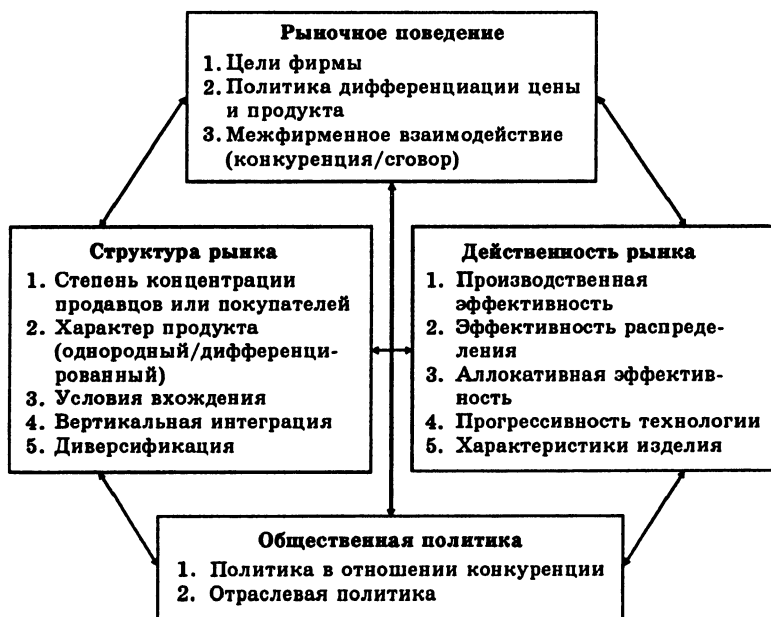 Рыночное поведение
1. Цели фирмы
2. Политика дифференциации цены
и продукта
3. Межфирменное взаимодействие
(конкуренция/сговор)
Структура рынка
1. Степень концентрации
продавцов или покупателей
2. Характер продукта
(однородный/дифференци-
рованный)
3. Условия вхождения
4. Вертикальная интеграция
5. Диверсификация
Действенность рынка
1. Производственная
эффективность
2. Эффективность распреде-
ления
3. Аллокативная эффектив-
ность
4. Прогрессивность технологии
5. Характеристики изделия
Общественная политика
1. Политика в отношении конкуренции
2. Отраслевая политика